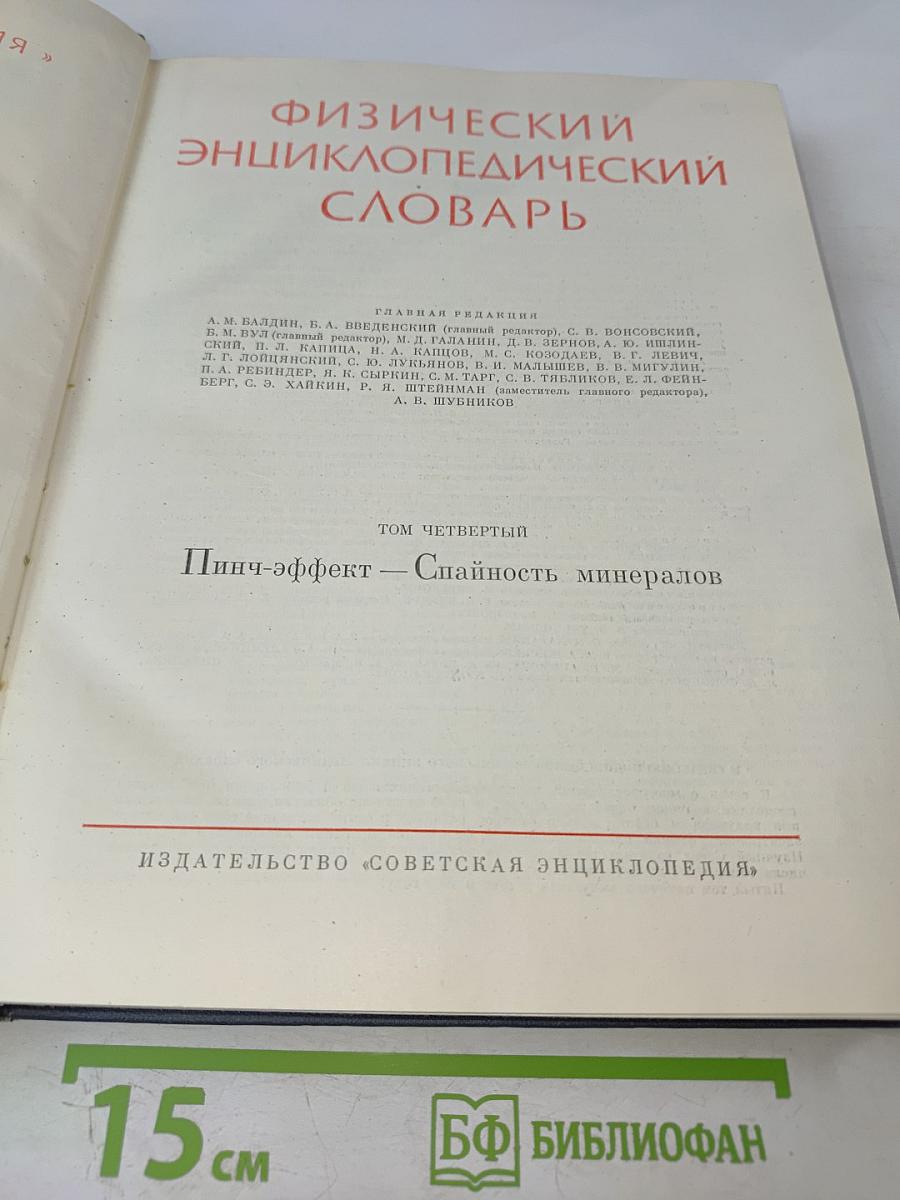 Я »
ФИЗИЧЕСКИЙ
ЭНЦИКЛОПЕДИЧЕСКИЙ
СЛОВАРЬ
ГЛАВНАЯ РЕДАКЦИЯ
А. М. БАЛДИН, Б. А. ВВЕДЕНСКИЙ (главный редактор), С. В. ВОНСОВСКИЙ,
Б. М. ВУЛ (главный редактор), М. Д. ГАЛАНИН, Д. В. ЗЕРНОВ, А. Ю. ИШЛИН-
СКИЙ, П. Л. КАПИЦА, Н. А. КАПЦОВ, М. С. КОЗОДАЕВ, В. Г. ЛЕВИЧ,
Л. Г. ЛОЙЦЯНСКИЙ, С. Ю. ЛУКЬЯНОВ, В. И. МАЛЫШЕВ, В. В. МИГУЛИН,
П. А. РЕБИНДЕР, Я. К. СЫРКИН, С. М. ТАРГ, С. В. ТЯБЛИКОВ, Е. Л. ФЕЙН-
БЕРГ, С. Э. ХАЙКИН, Р. Я. ШТЕЙНМАН (заместитель главного редактора),
А. В. ШУБНИКОВ
ТОМ ЧЕТВЕРТЫЙ
Пинч-эффект — Спайность минералов
ИЗДАТЕЛЬСТВО «СОВЕТСКАЯ ЭНЦИКЛОПЕДИЯ»
15 см
БФ БИБЛИОФАН